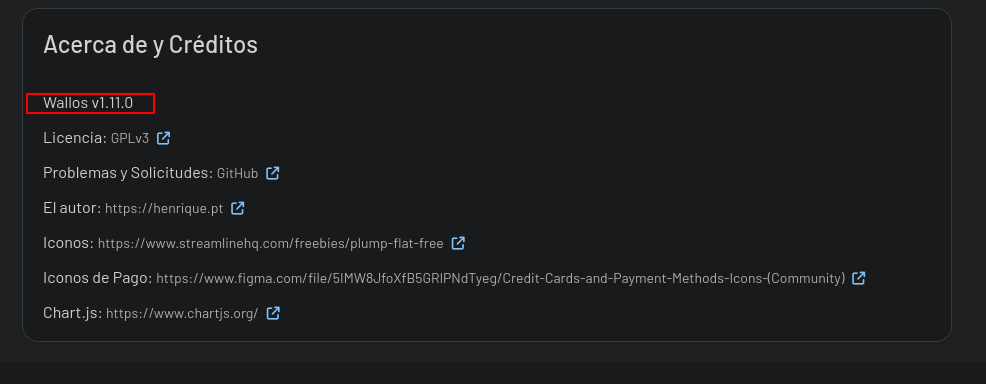 Acerca de y Créditos
Wallos v1.11.0
Licencia: GPLv3
Problemas y Solicitudes: GitHub
El autor: https://henrique.pt
Iconos: https://www.streamlinehq.com/freebies/plump-flat-free
Iconos de Pago: https://www.figma.com/file/5IMW8JfoXfB5GRlPNdTyeg/Credit-Cards-and-Payment-Methods-Icons-(Community)
Chart.js: https://www.chartjs.org/